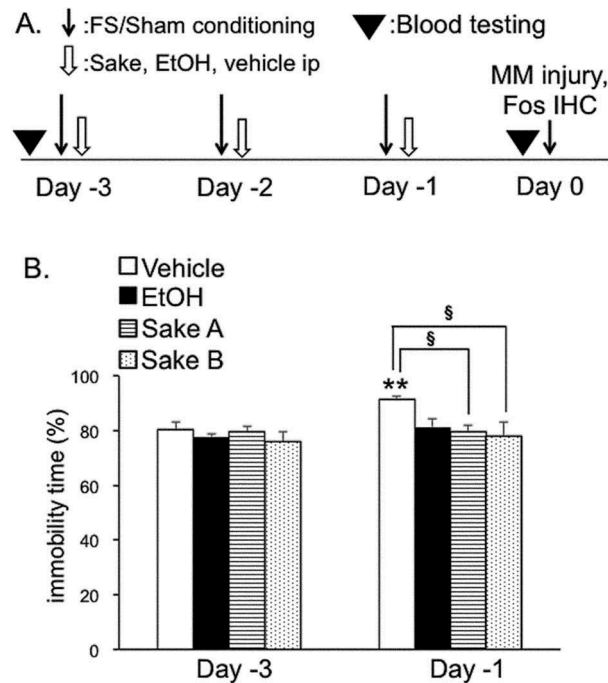 A. :FS/Sham conditioning :Blood testing
:Sake, EtOH, vehicle ip
MM injury,
Fos IHC
Day -3 Day -2 Day -1 Day 0
B. Vehicle
EtOH
Sake A
Sake B
§
§
**
immobility time (%)
100
80
60
40
20
0
Day -3 Day -1